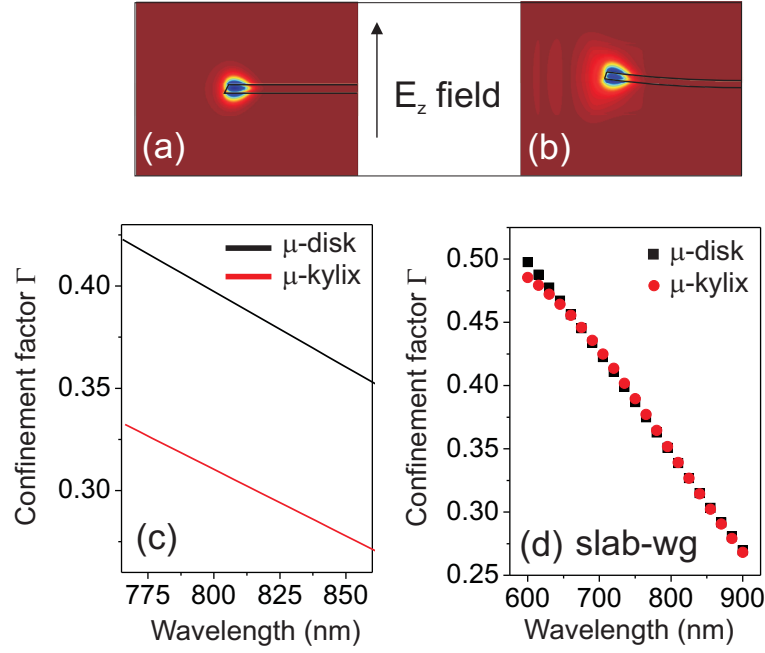 (a)
E_z field
(b)
Confinement factor Γ
0.40
0.35
0.30
μ-disk
μ-kylix
(c)
775 800 825 850
Wavelength (nm)
Confinement factor Γ
0.50
0.45
0.40
0.35
0.30
0.25
μ-disk
μ-kylix
(d) slab-wg
600 700 800 900
Wavelength (nm)